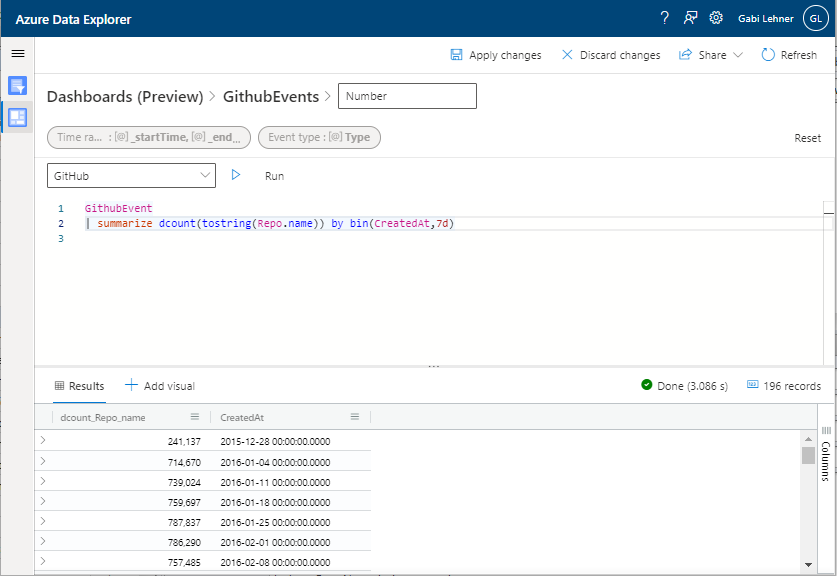 Azure Data Explorer ? Gabi Lehner GL
Apply changes Discard changes Share Refresh
Dashboards (Preview) > GithubEvents > Number
Time ra... : [@] _startTime, [@] _end_... Event type : [@] Type Reset
GitHub Run
1 GithubEvent
2 | summarize dcount(tostring(Repo.name)) by bin(CreatedAt,7d)
3
Results Add visual Done (3.086 s) 196 records
dcount_Repo_name CreatedAt
241,137 2015-12-28 00:00:00.0000
714,670 2016-01-04 00:00:00.0000
739,024 2016-01-11 00:00:00.0000
759,697 2016-01-18 00:00:00.0000
787,837 2016-01-25 00:00:00.0000
786,290 2016-02-01 00:00:00.0000
757,485 2016-02-08 00:00:00.0000
Columns